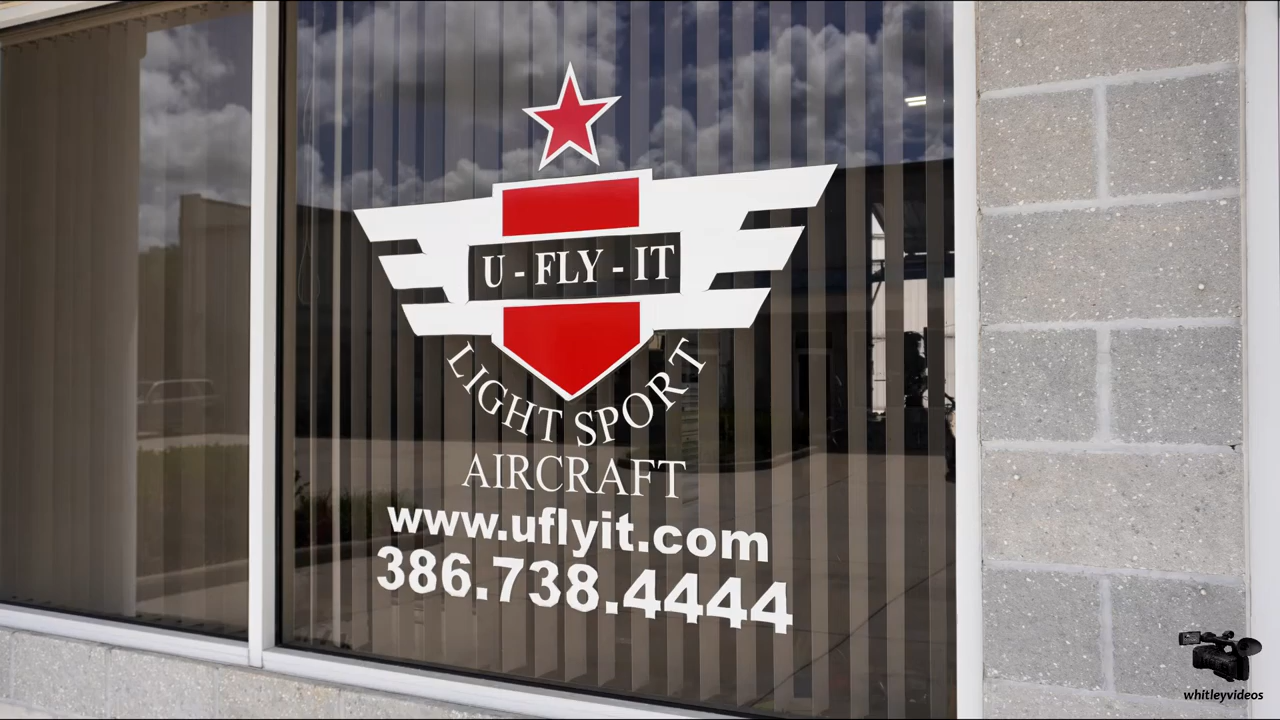 U - FLY - IT
LIGHT SPORT
AIRCRAFT
www.uflyit.com
386.738.4444
whitleyvideos